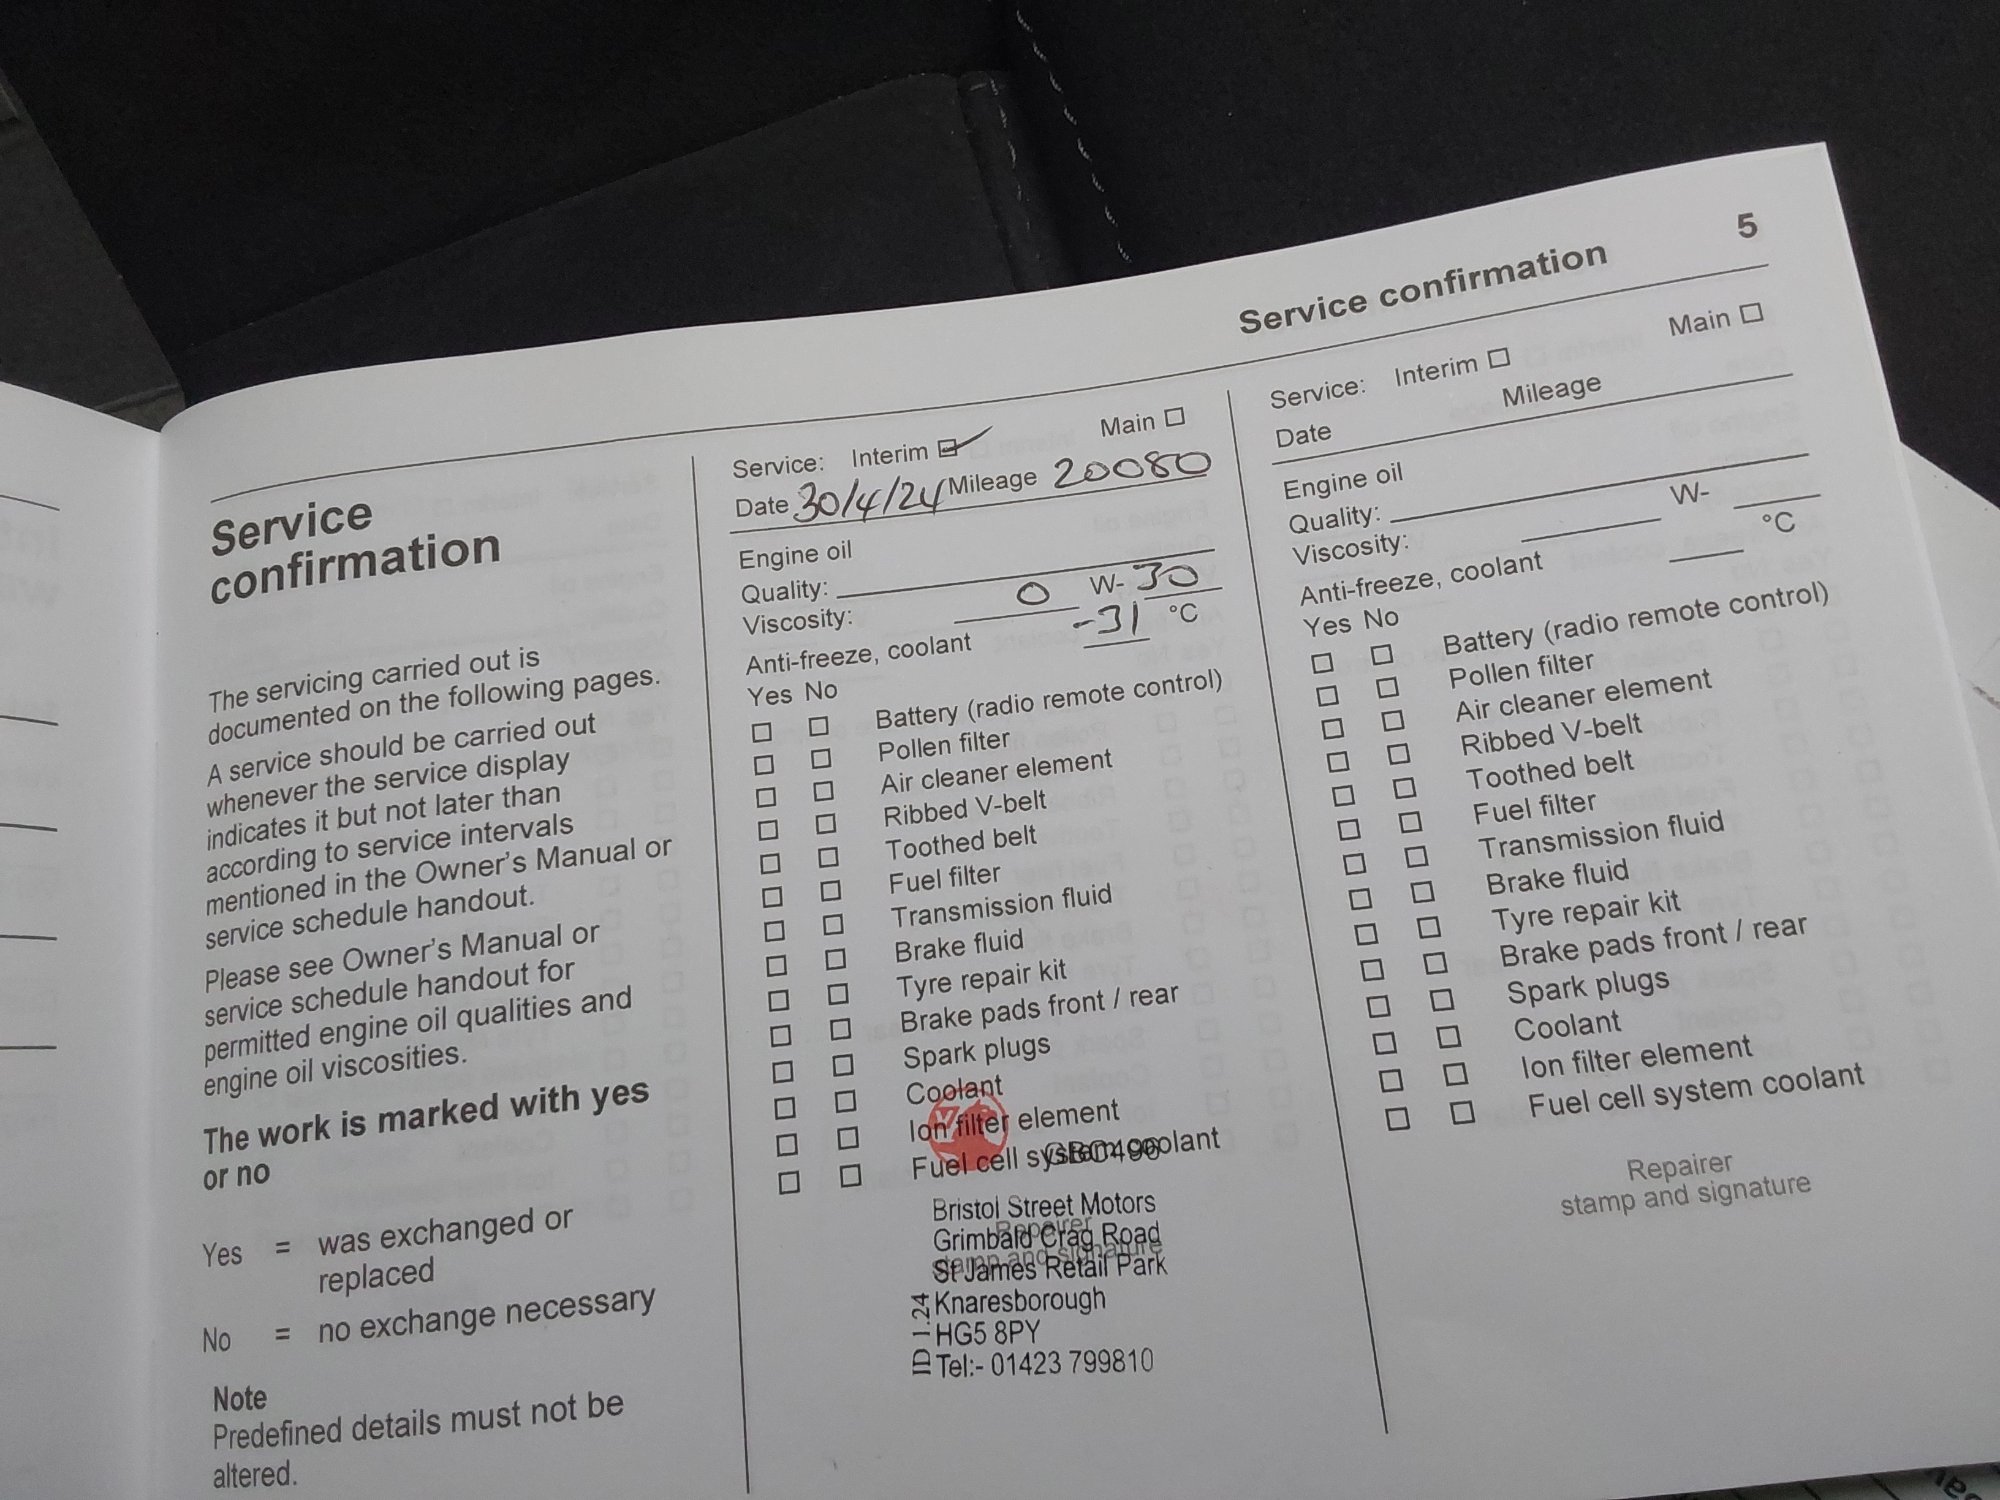 Service confirmation 5
Service
confirmation
The servicing carried out is
documented on the following pages.
A service should be carried out
whenever the service display
indicates it but not later than
according to service intervals
mentioned in the Owner's Manual or
service schedule handout.
Please see Owner's Manual or
service schedule handout for
permitted engine oil qualities and
engine oil viscosities.
The work is marked with yes
or no
Yes = was exchanged or
replaced
No = no exchange necessary
Note
Predefined details must not be
altered.
Service: Interim Main
Date 30/4/24 Mileage 20080
Engine oil
Quality:
Viscosity: 0 W- 30
Anti-freeze, coolant -31 °C
Yes No
Battery (radio remote control)
Pollen filter
Air cleaner element
Ribbed V-belt
Toothed belt
Fuel filter
Transmission fluid
Brake fluid
Tyre repair kit
Brake pads front / rear
Spark plugs
Coolant
Ion filter element
Fuel cell system coolant
Repairer
stamp and signature
Bristol Street Motors
Grimbald Crag Road
St James Retail Park
Knaresborough
HG5 8PY
Tel:- 01423 799810
ID 1.24
Service: Interim Main
Date Mileage
Engine oil
Quality:
Viscosity: W-
Anti-freeze, coolant °C
Yes No
Battery (radio remote control)
Pollen filter
Air cleaner element
Ribbed V-belt
Toothed belt
Fuel filter
Transmission fluid
Brake fluid
Tyre repair kit
Brake pads front / rear
Spark plugs
Coolant
Ion filter element
Fuel cell system coolant
Repairer
stamp and signature